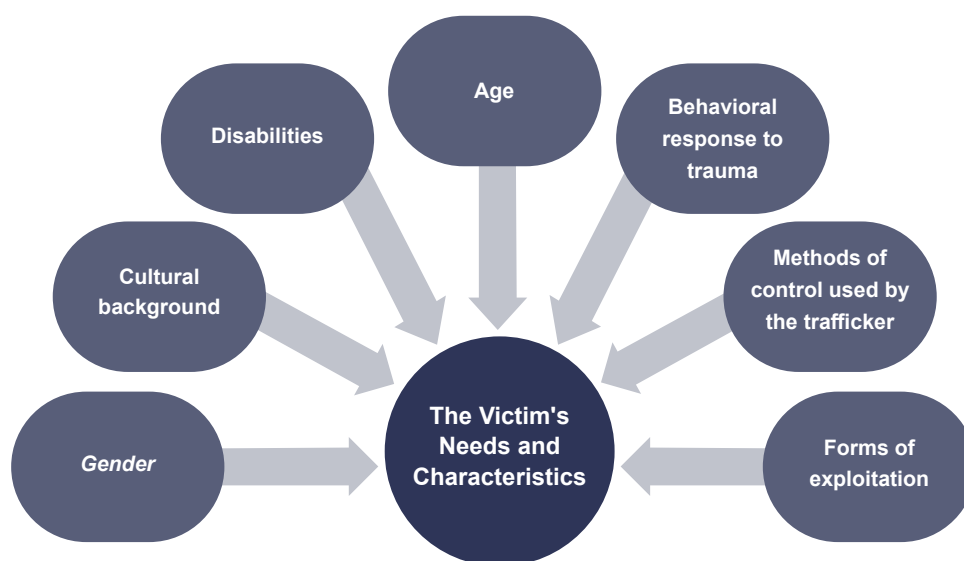 Age
Behavioral
response to
trauma
Disabilities
Methods of
control used by
the trafficker
Cultural
background
The Victim's
Needs and
Characteristics
Gender
Forms of
exploitation